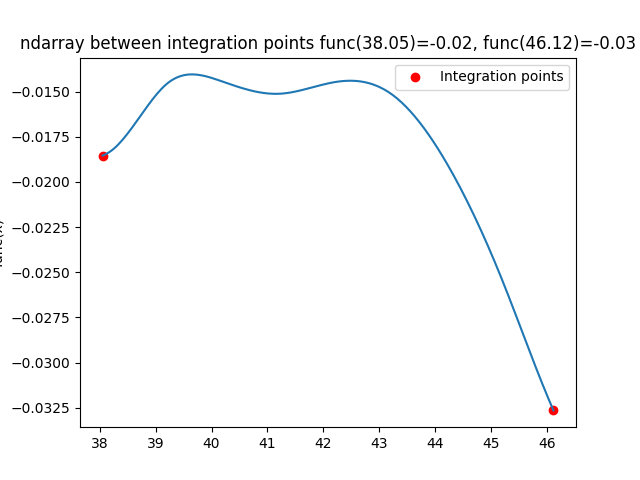 ndarray between integration points func(38.05)=-0.02, func(46.12)=-0.03
Integration points
−0.0150
−0.0175
−0.0200
−0.0225
−0.0250
−0.0275
−0.0300
−0.0325
38 39 40 41 42 43 44 45 46